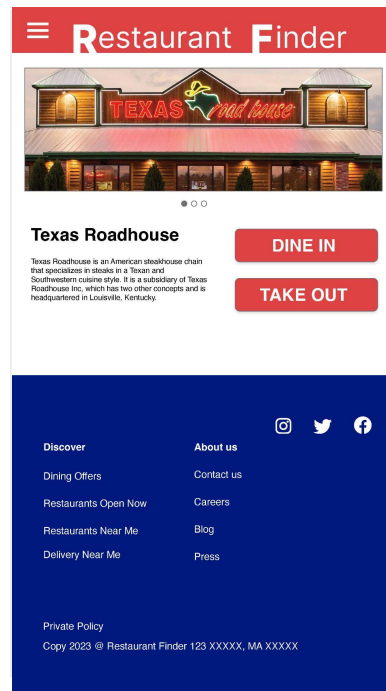 Restaurant Finder
TEXAS road house
Texas Roadhouse
Texas Roadhouse is an American steakhouse chain
that specializes in steaks in a Texan and
Southwestern cuisine style. It is a subsidiary of Texas
Roadhouse Inc, which has two other concepts and is
headquartered in Louisville, Kentucky.
DINE IN
TAKE OUT
Discover
Dining Offers
Restaurants Open Now
Restaurants Near Me
Delivery Near Me
About us
Contact us
Careers
Blog
Press
Private Policy
Copy 2023 @ Restaurant Finder 123 XXXXX, MA XXXXX